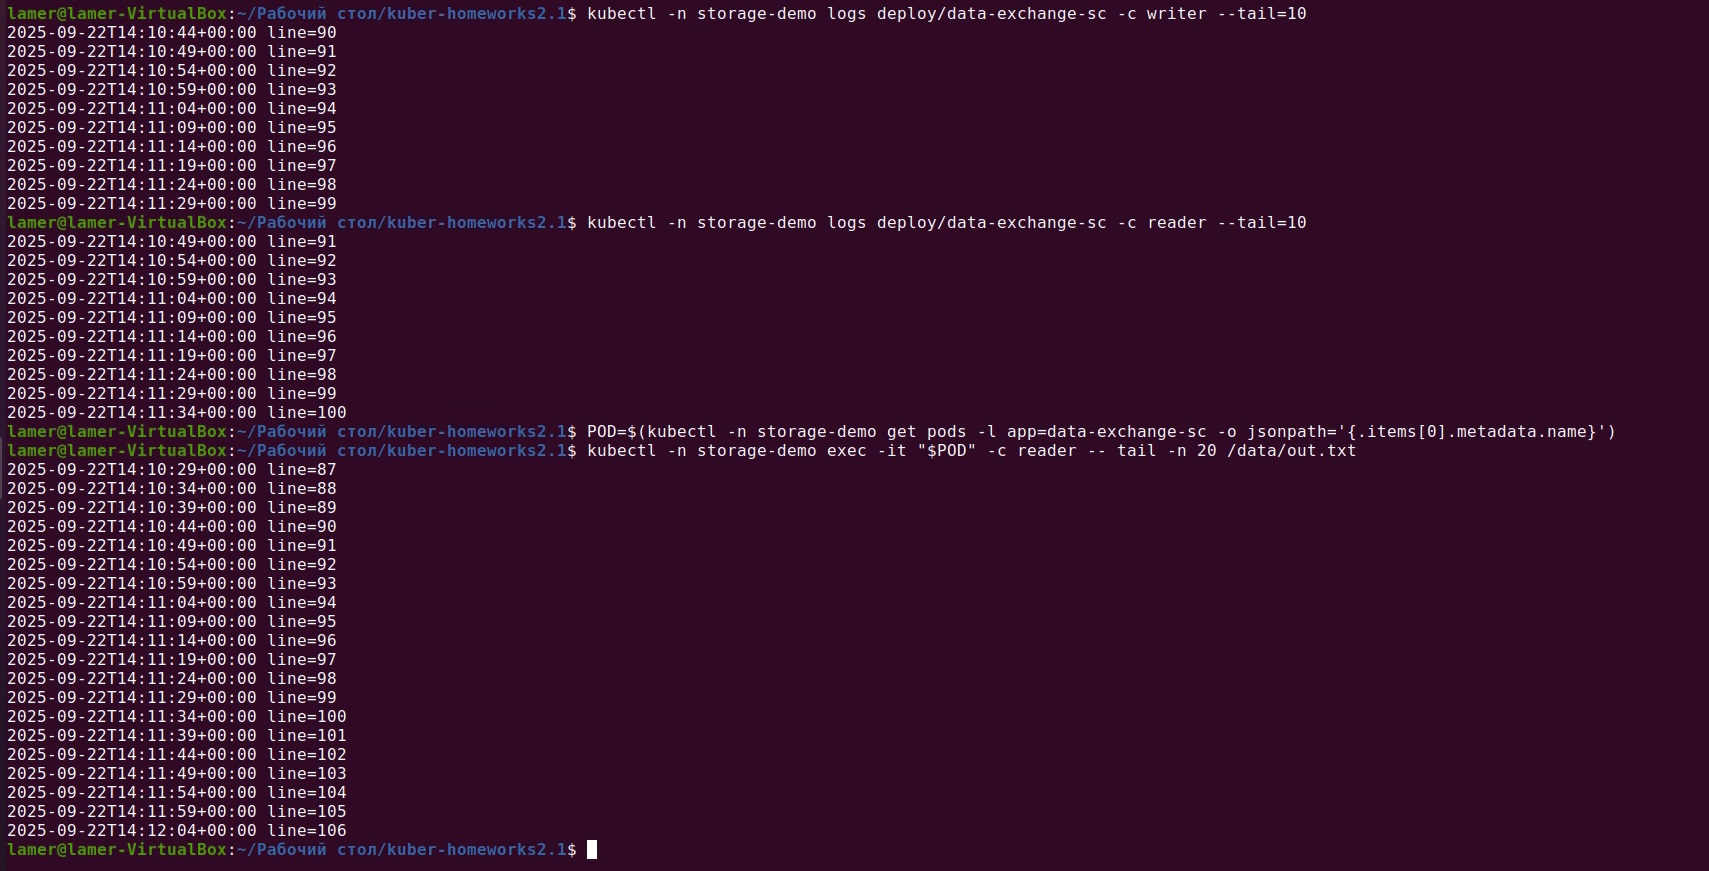 lamer@lamer-VirtualBox:~/Рабочий стол/kuber-homeworks2.1$ kubectl -n storage-demo logs deploy/data-exchange-sc -c writer --tail=10
2025-09-22T14:10:44+00:00 line=90
2025-09-22T14:10:49+00:00 line=91
2025-09-22T14:10:54+00:00 line=92
2025-09-22T14:10:59+00:00 line=93
2025-09-22T14:11:04+00:00 line=94
2025-09-22T14:11:09+00:00 line=95
2025-09-22T14:11:14+00:00 line=96
2025-09-22T14:11:19+00:00 line=97
2025-09-22T14:11:24+00:00 line=98
2025-09-22T14:11:29+00:00 line=99
lamer@lamer-VirtualBox:~/Рабочий стол/kuber-homeworks2.1$ kubectl -n storage-demo logs deploy/data-exchange-sc -c reader --tail=10
2025-09-22T14:10:49+00:00 line=91
2025-09-22T14:10:54+00:00 line=92
2025-09-22T14:10:59+00:00 line=93
2025-09-22T14:11:04+00:00 line=94
2025-09-22T14:11:09+00:00 line=95
2025-09-22T14:11:14+00:00 line=96
2025-09-22T14:11:19+00:00 line=97
2025-09-22T14:11:24+00:00 line=98
2025-09-22T14:11:29+00:00 line=99
2025-09-22T14:11:34+00:00 line=100
lamer@lamer-VirtualBox:~/Рабочий стол/kuber-homeworks2.1$ POD=$(kubectl -n storage-demo get pods -l app=data-exchange-sc -o jsonpath='{.items[0].metadata.name}')
lamer@lamer-VirtualBox:~/Рабочий стол/kuber-homeworks2.1$ kubectl -n storage-demo exec -it "$POD" -c reader -- tail -n 20 /data/out.txt
2025-09-22T14:10:29+00:00 line=87
2025-09-22T14:10:34+00:00 line=88
2025-09-22T14:10:39+00:00 line=89
2025-09-22T14:10:44+00:00 line=90
2025-09-22T14:10:49+00:00 line=91
2025-09-22T14:10:54+00:00 line=92
2025-09-22T14:10:59+00:00 line=93
2025-09-22T14:11:04+00:00 line=94
2025-09-22T14:11:09+00:00 line=95
2025-09-22T14:11:14+00:00 line=96
2025-09-22T14:11:19+00:00 line=97
2025-09-22T14:11:24+00:00 line=98
2025-09-22T14:11:29+00:00 line=99
2025-09-22T14:11:34+00:00 line=100
2025-09-22T14:11:39+00:00 line=101
2025-09-22T14:11:44+00:00 line=102
2025-09-22T14:11:49+00:00 line=103
2025-09-22T14:11:54+00:00 line=104
2025-09-22T14:11:59+00:00 line=105
2025-09-22T14:12:04+00:00 line=106
lamer@lamer-VirtualBox:~/Рабочий стол/kuber-homeworks2.1$